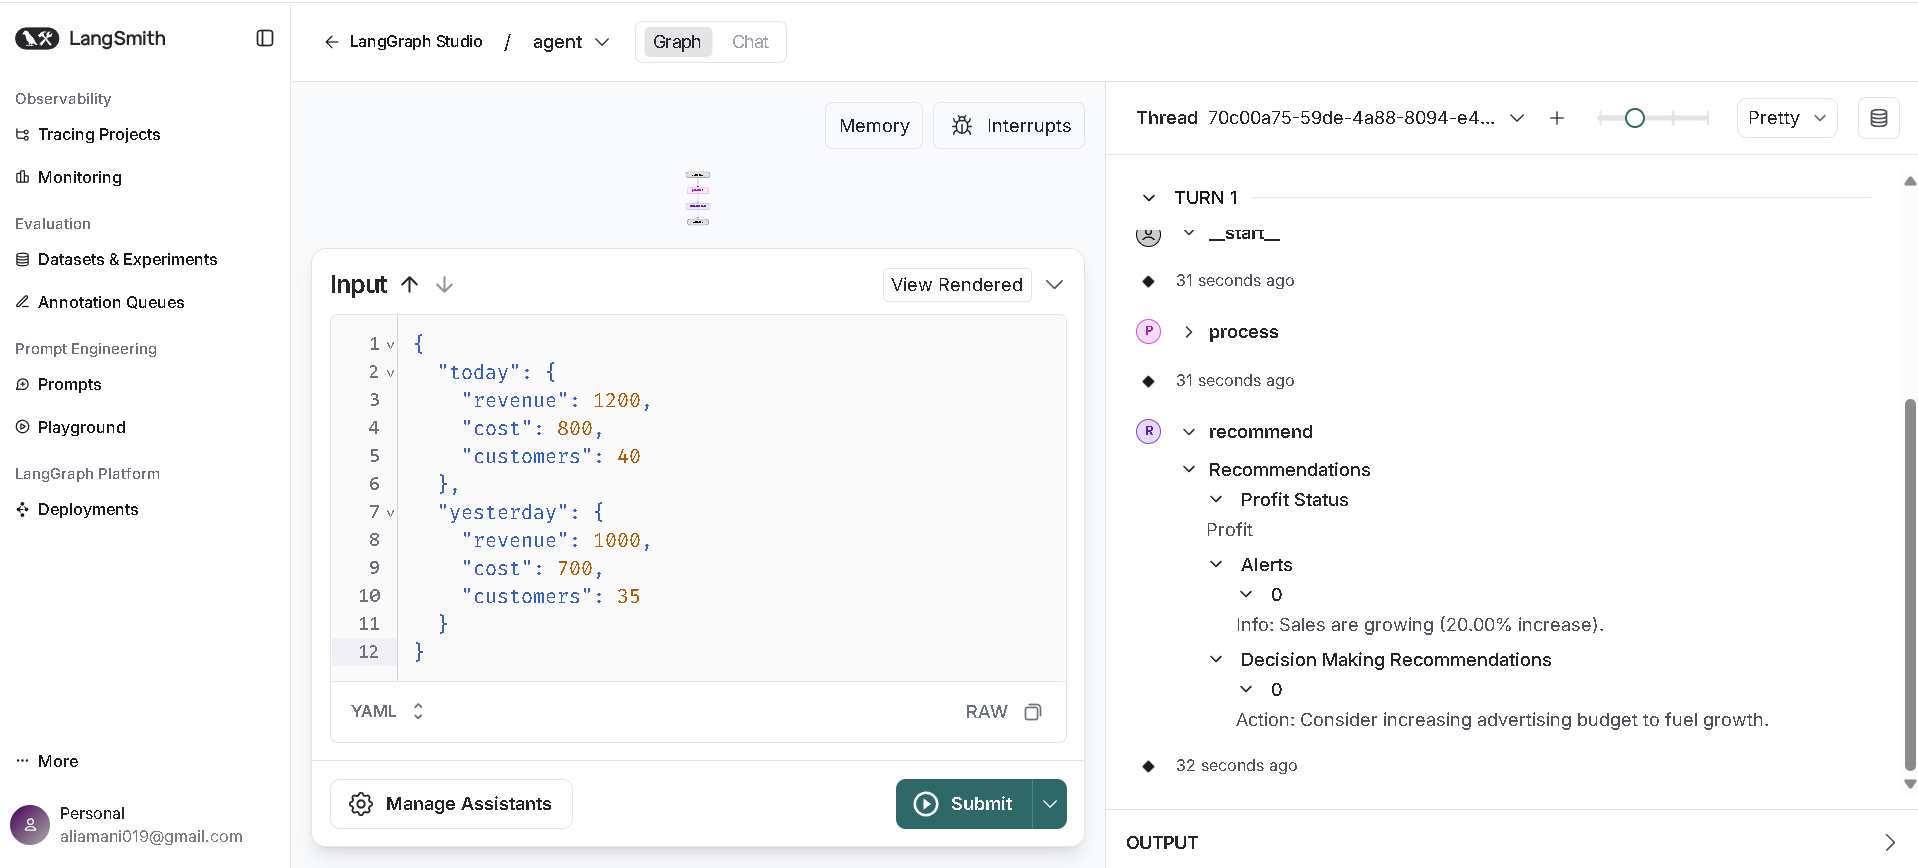 LangSmith
Observability
Tracing Projects
Monitoring
Evaluation
Datasets & Experiments
Annotation Queues
Prompt Engineering
Prompts
Playground
LangGraph Platform
Deployments
More
Personal
aliamani019@gmail.com
LangGraph Studio / agent
Graph
Chat
Memory
Interrupts
Input
View Rendered
1 {
2 "today": {
3 "revenue": 1200,
4 "cost": 800,
5 "customers": 40
6 },
7 "yesterday": {
8 "revenue": 1000,
9 "cost": 700,
10 "customers": 35
11 }
12 }
YAML
RAW
Manage Assistants
Submit
Thread 70c00a75-59de-4a88-8094-e4...
Pretty
TURN 1
__start__
31 seconds ago
P process
31 seconds ago
R recommend
Recommendations
Profit Status
Profit
Alerts
0
Info: Sales are growing (20.00% increase).
Decision Making Recommendations
0
Action: Consider increasing advertising budget to fuel growth.
32 seconds ago
OUTPUT